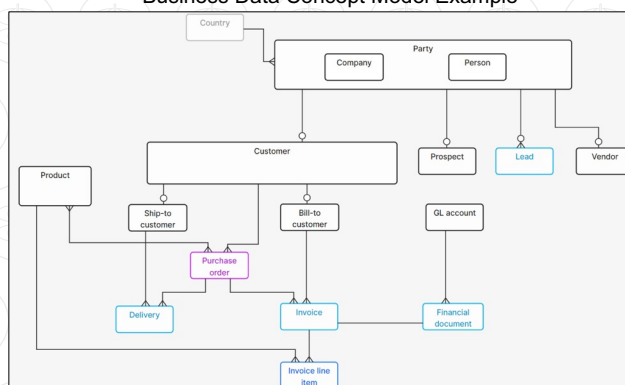 Business Data Concept Model Example
Country
Party
Company
Person
Customer
Prospect
Lead
Vendor
Product
Ship-to
customer
Bill-to
customer
GL account
Purchase
order
Delivery
Invoice
Financial
document
Invoice line
item